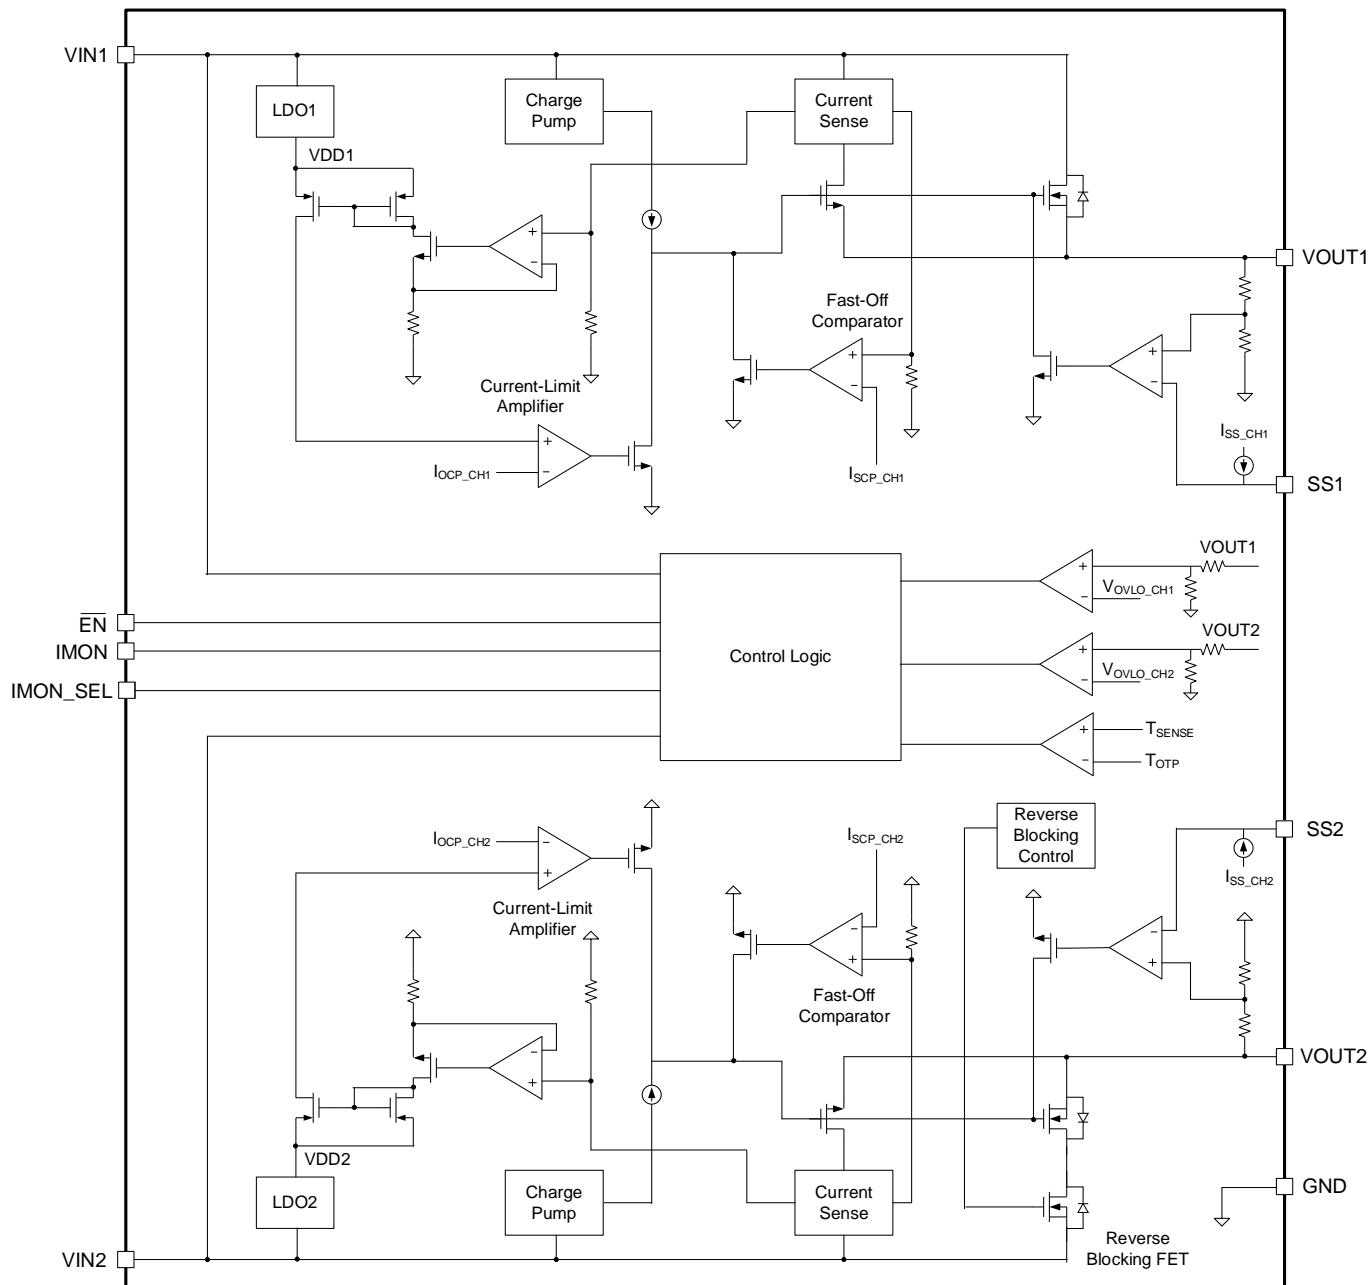 VIN1
LDO1
Charge
Pump
Current
Sense
VDD1
+
−
VOUT1
Fast-Off
Comparator
+
−
+
−
Current-Limit
Amplifier
+
−
IOCP_CH1
ISCP_CH1
ISS_CH1
SS1
VOUT1
+
−
VOVLO_CH1
EN
IMON
Control Logic
VOUT2
+
−
VOVLO_CH2
IMON_SEL
+
TSENSE
−
TOTP
IOCP_CH2
−
+
ISCP_CH2
Reverse
Blocking
Control
SS2
ISS_CH2
Current-Limit
Amplifier
−
+
−
+
Fast-Off
Comparator
−
+
VOUT2
VDD2
LDO2
Charge
Pump
Current
Sense
GND
Reverse
Blocking FET
VIN2